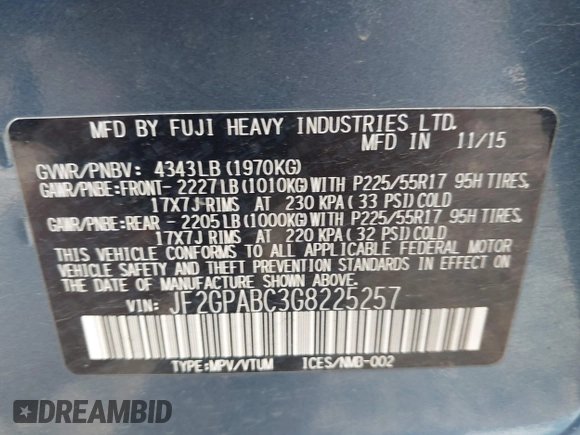 MFD BY FUJI HEAVY INDUSTRIES LTD.
MFD IN 11/15
GVWR/PNBV: 4343LB (1970KG)
GAWR/PNBE:FRONT- 2227LB (1010KG) WITH P225/55R17 95H TIRES,
17X7J RIMS AT 230 KPA (33 PSI) COLD
GAWR/PNBE:REAR - 2205LB (1000KG) WITH P225/55R17 95H TIRES,
17X7J RIMS AT 220 KPA (32 PSI) COLD
THIS VEHICLE CONFORMS TO ALL APPLICABLE FEDERAL MOTOR
VEHICLE SAFETY AND THEFT PREVENTION STANDARDS IN EFFECT ON
THE DATE OF MANUFACTURE SHOWN ABOVE.
VIN: JF2GPABC3G8225257
TYPE:MPV/VTUM ICES/NMB-002
DREAMBID